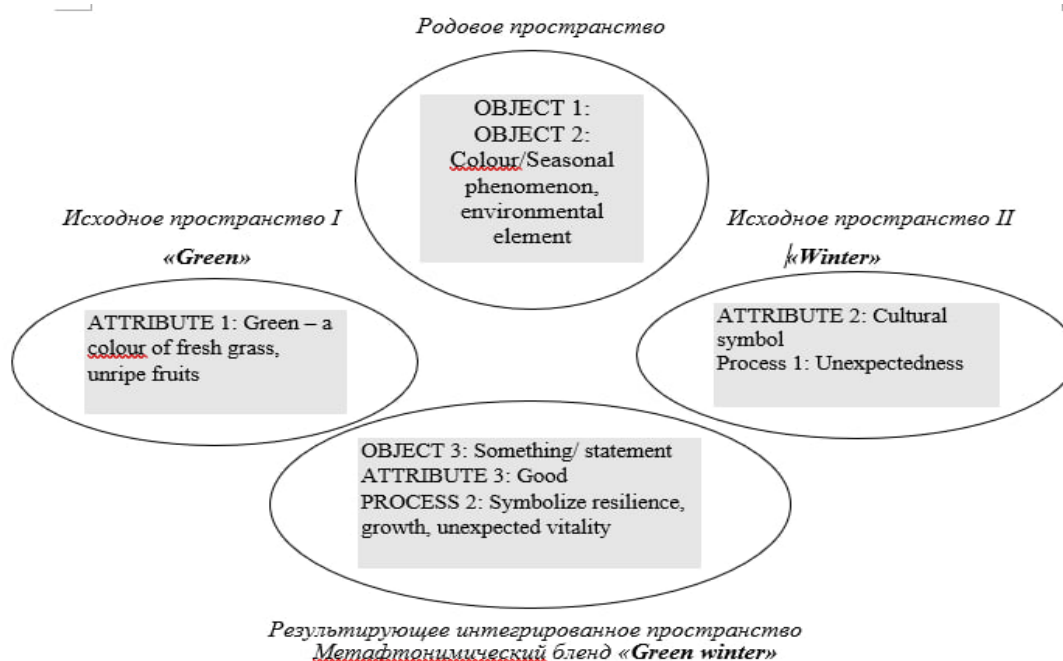 Родовое пространство
OBJECT 1:
OBJECT 2:
Colour/Seasonal
phenomenon,
environmental
element
Исходное пространство I
«Green»
Исходное пространство II
«Winter»
ATTRIBUTE 1: Green – a
colour of fresh grass,
unripe fruits
ATTRIBUTE 2: Cultural
symbol
Process 1: Unexpectedness
OBJECT 3: Something/ statement
ATTRIBUTE 3: Good
PROCESS 2: Symbolize resilience,
growth, unexpected vitality
Результирующее интегрированное пространство
Метафтонимический бленд «Green winter»